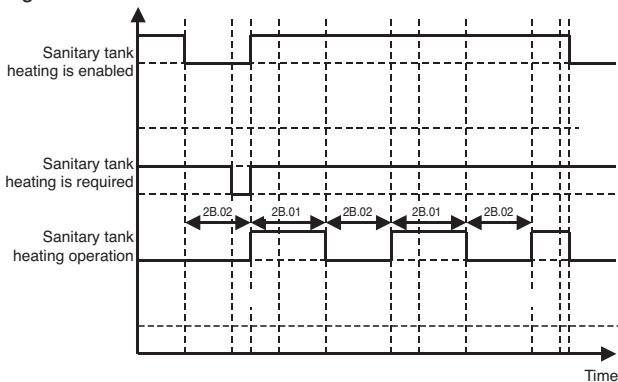 Sanitary tank
heating is enabled
Sanitary tank
heating is required
2B.02 2B.01 2B.02 2B.01 2B.02
Sanitary tank
heating operation
Time